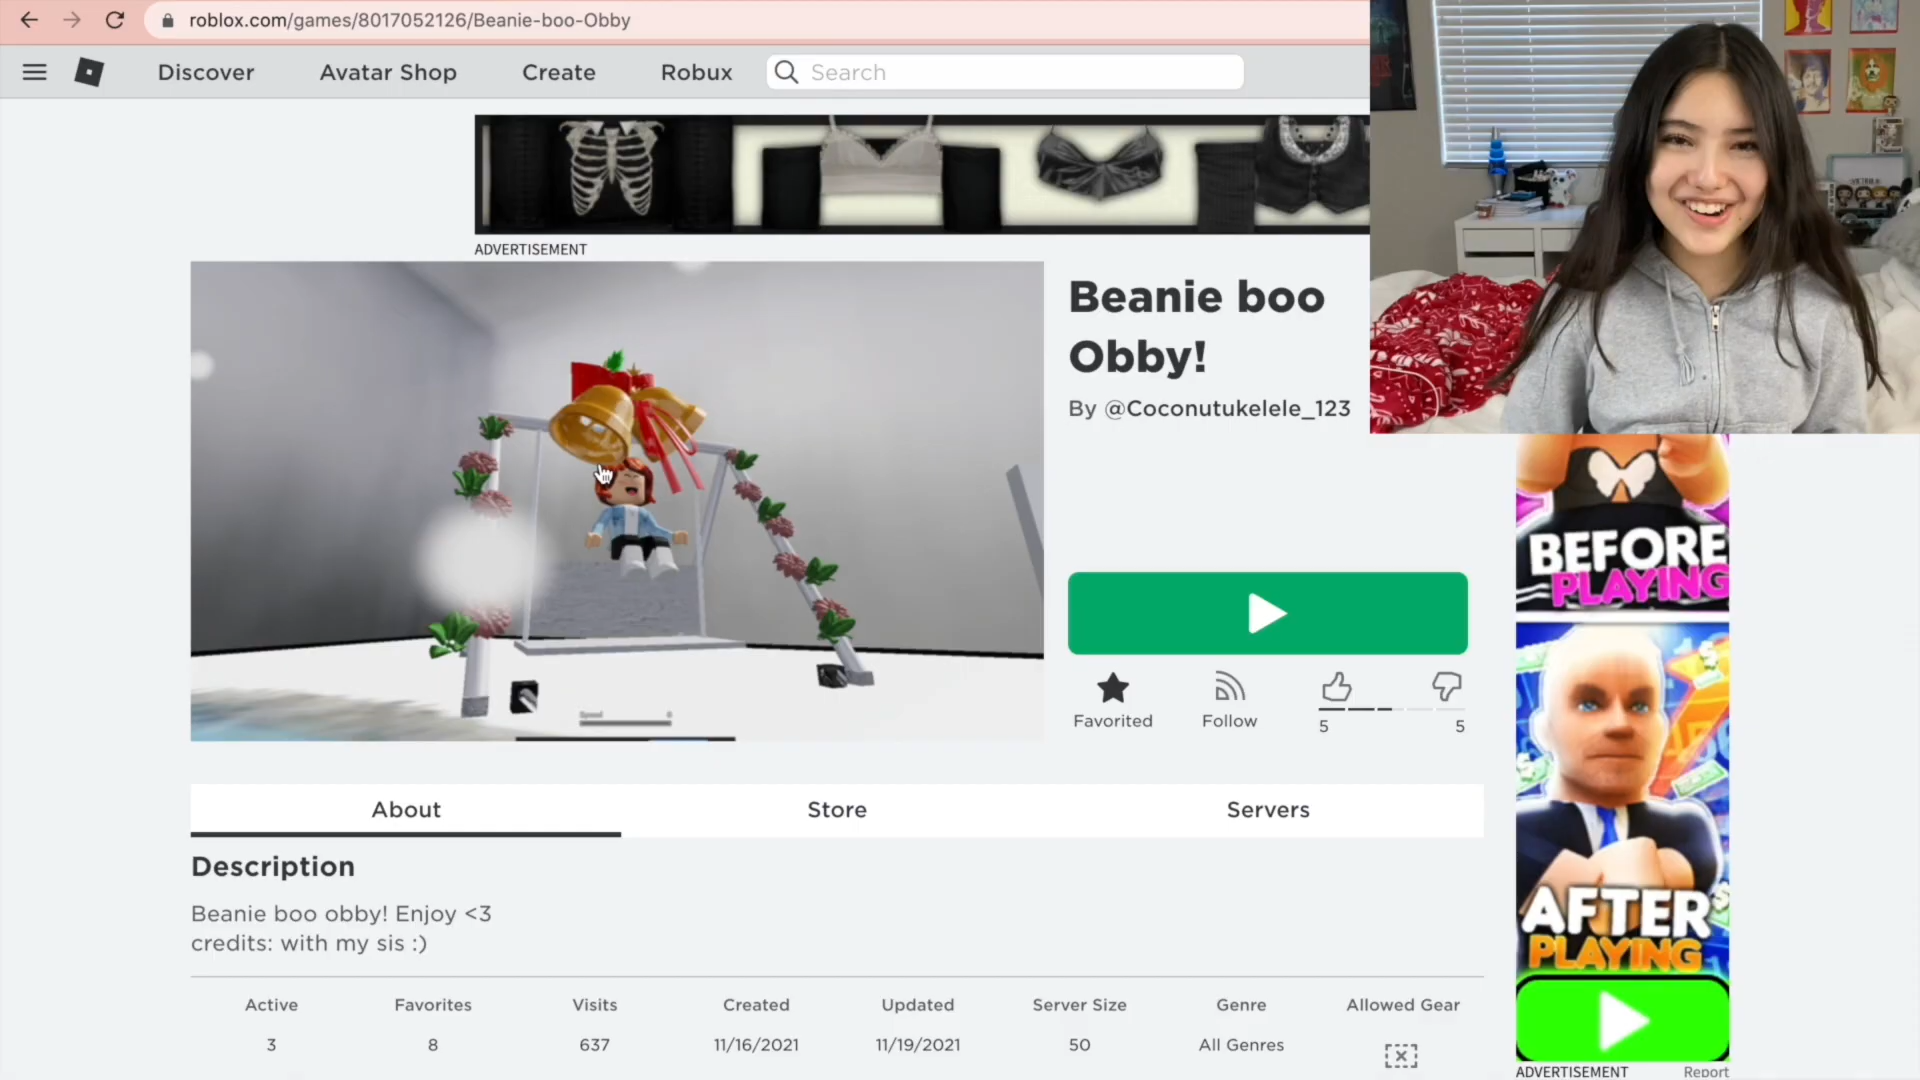 roblox.com/games/8017052126/Beanie-boo-Obby
Discover
Avatar Shop
Create
Robux
Search
ADVERTISEMENT
Beanie boo
Obby!
By @Coconutukelele_123
Favorited
Follow
5
5
BEFORE
PLAYING
AFTER
PLAYING
ADVERTISEMENT
Report
About
Store
Servers
Description
Beanie boo obby! Enjoy <3
credits: with my sis :)
Active
Favorites
Visits
Created
Updated
Server Size
Genre
Allowed Gear
3
8
637
11/16/2021
11/19/2021
50
All Genres